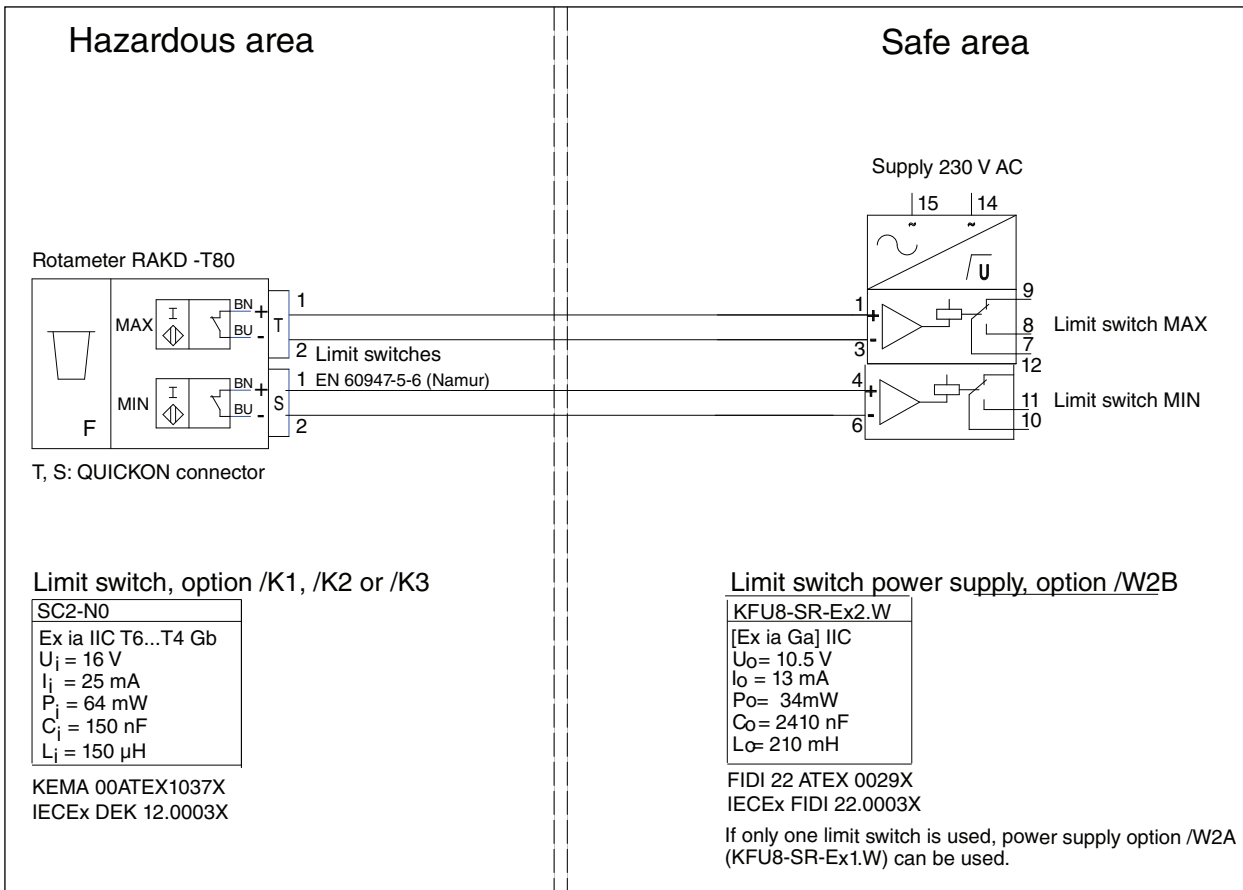 Hazardous area
Safe area
Supply 230 V AC
15 14
~ ~
U
Rotameter RAKD -T80
MAX I BN + 1
BU - T
2
Limit switches
EN 60947-5-6 (Namur)
MIN I BN + 1
BU - S
2
F
T, S: QUICKON connector
1 + 9
8 Limit switch MAX
3 - 7
12
4 +
11 Limit switch MIN
6 - 10
Limit switch, option /K1, /K2 or /K3
SC2-N0
Ex ia IIC T6...T4 Gb
Ui = 16 V
Ii = 25 mA
Pi = 64 mW
Ci = 150 nF
Li = 150 µH
KEMA 00ATEX1037X
IECEx DEK 12.0003X
Limit switch power supply, option /W2B
KFU8-SR-Ex2.W
[Ex ia Ga] IIC
Uo= 10.5 V
Io = 13 mA
Po= 34mW
Co = 2410 nF
Lo= 210 mH
FIDI 22 ATEX 0029X
IECEx FIDI 22.0003X
If only one limit switch is used, power supply option /W2A
(KFU8-SR-Ex1.W) can be used.